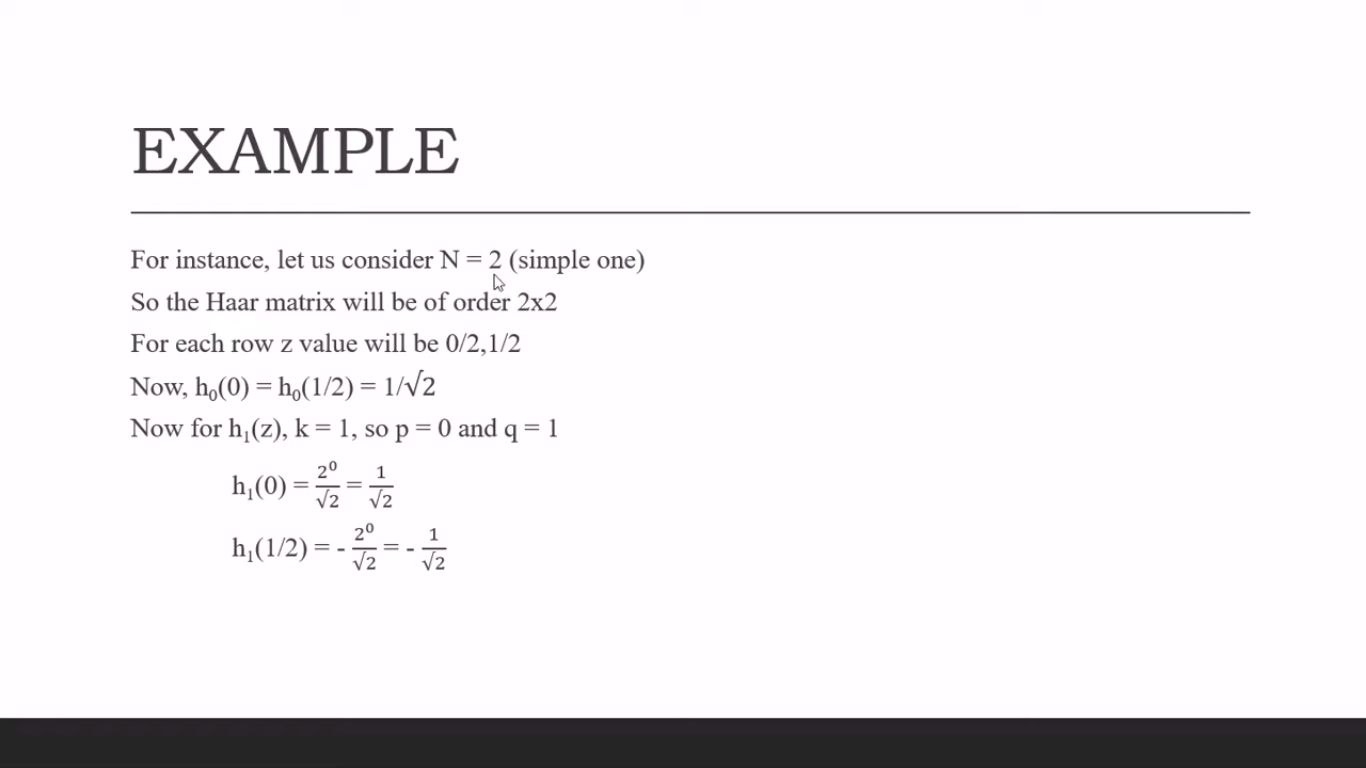 EXAMPLE
For instance, let us consider N = 2 (simple one)
So the Haar matrix will be of order 2x2
For each row z value will be 0/2,1/2
Now, h₀(0) = h₀(1/2) = 1/√2
Now for h₁(z), k = 1, so p = 0 and q = 1
h₁(0) = 2⁰/√2 = 1/√2
h₁(1/2) = - 2⁰/√2 = - 1/√2